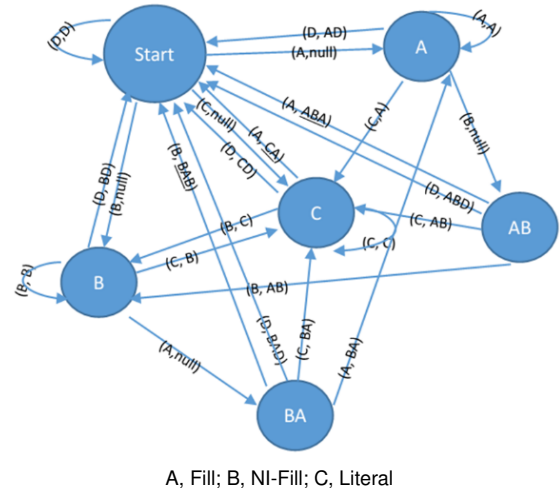 (D,D)
Start
(D, AD)
(A,null)
A
(A,A)
(C,null)
(A, CA)
(D, CD)
(A, ABA)
(C,A)
(B,null)
(D, ABD)
(D, BD)
(B,null)
(B, BAB)
C
(C, C)
(C, AB)
AB
(B, C)
(C, B)
(B, B)
B
(B, AB)
(A,null)
(D, BAD)
(C, BA)
(A, BA)
BA
A, Fill; B, NI-Fill; C, Literal